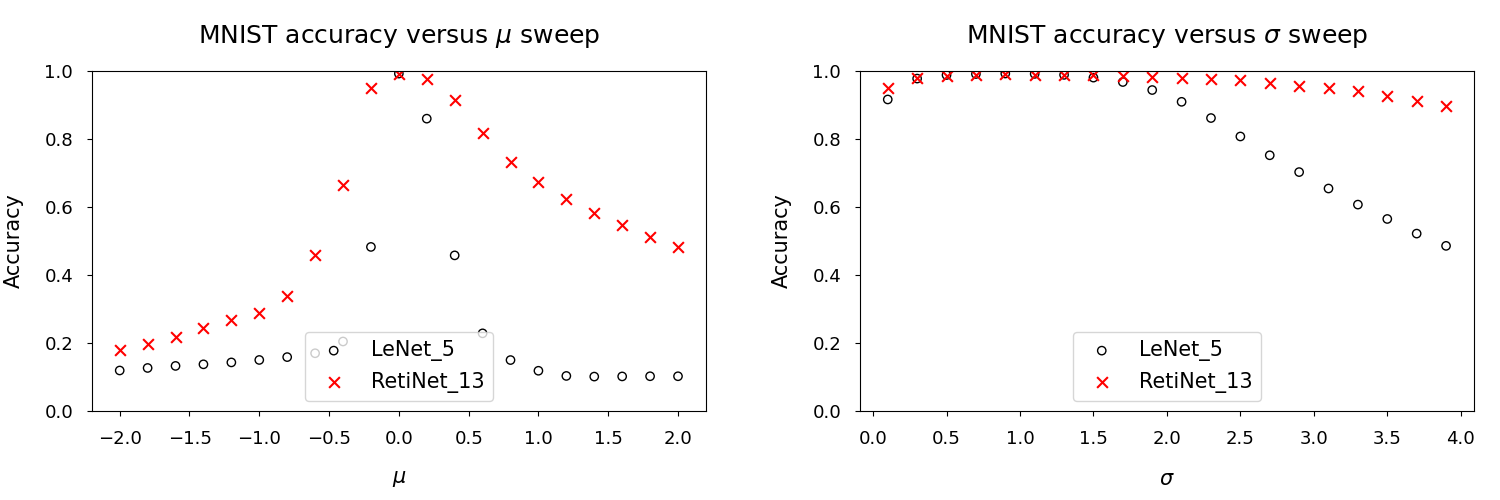 MNIST accuracy versus μ sweep
Accuracy
1.0
0.8
0.6
0.4
0.2
0.0
LeNet_5
RetiNet_13
−2.0 −1.5 −1.0 −0.5 0.0 0.5 1.0 1.5 2.0
μ
MNIST accuracy versus σ sweep
Accuracy
1.0
0.8
0.6
0.4
0.2
0.0
LeNet_5
RetiNet_13
0.0 0.5 1.0 1.5 2.0 2.5 3.0 3.5 4.0
σ